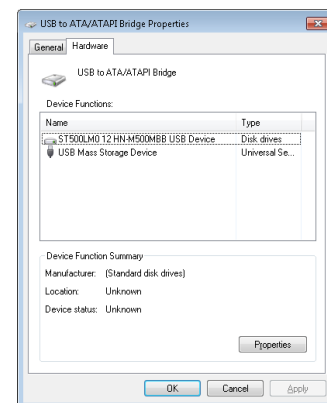 USB to ATA/ATAPI Bridge Properties
General Hardware
USB to ATA/ATAPI Bridge
Device Functions:
Name Type
ST500LM0 12 HN-M500MBB USB Device Disk drives
USB Mass Storage Device Universal Se...
Device Function Summary
Manufacturer: (Standard disk drives)
Location: Unknown
Device status: Unknown
Properties
OK Cancel Apply